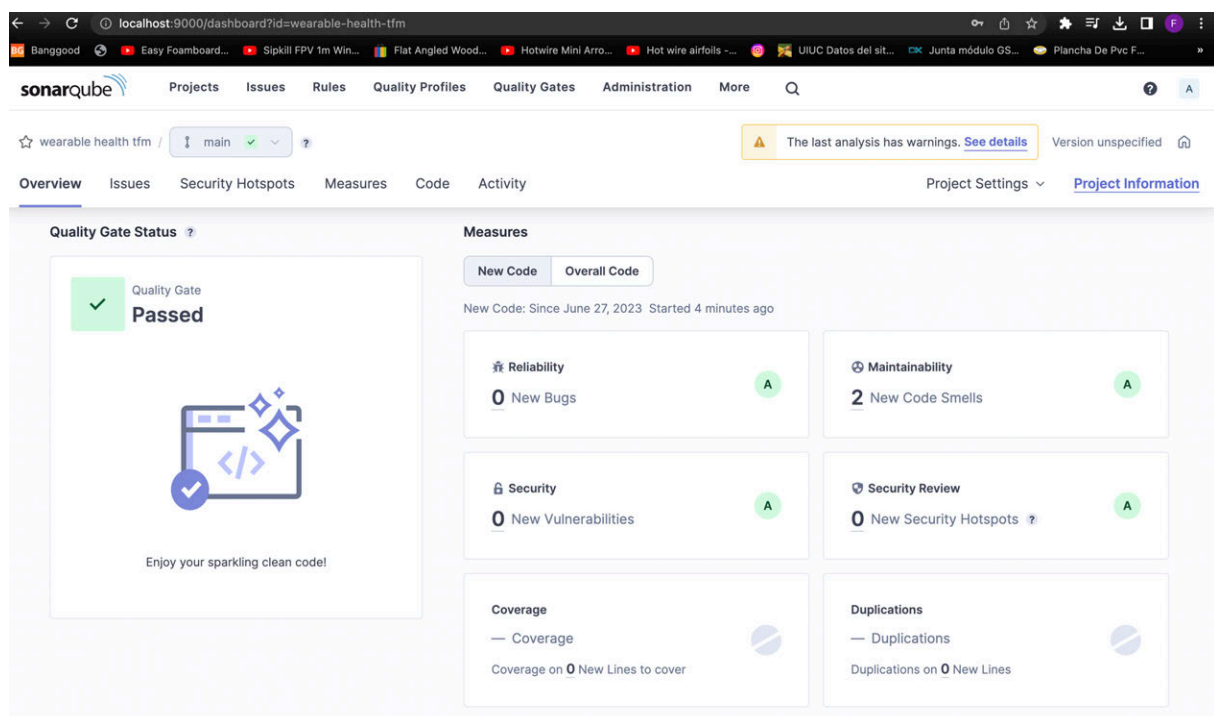 localhost:9000/dashboard?id=wearable-health-tfm
F
BG Banggood Easy Foamboard... Sipkill FPV 1m Win... Flat Angled Wood... Hotwire Mini Arro... Hot wire airfoils -... UIUC Datos del sit... Junta módulo GS... Plancha De Pvc F... »
sonarqube Projects Issues Rules Quality Profiles Quality Gates Administration More ? A
wearable health tfm / main ? The last analysis has warnings. See details Version unspecified
Overview Issues Security Hotspots Measures Code Activity Project Settings Project Information
Quality Gate Status ?
Quality Gate
Passed
</>
Enjoy your sparkling clean code!
Measures
New Code Overall Code
New Code: Since June 27, 2023 Started 4 minutes ago
Reliability
0 New Bugs A
Maintainability
2 New Code Smells A
Security
0 New Vulnerabilities A
Security Review
0 New Security Hotspots ? A
Coverage
— Coverage
Coverage on 0 New Lines to cover
Duplications
— Duplications
Duplications on 0 New Lines